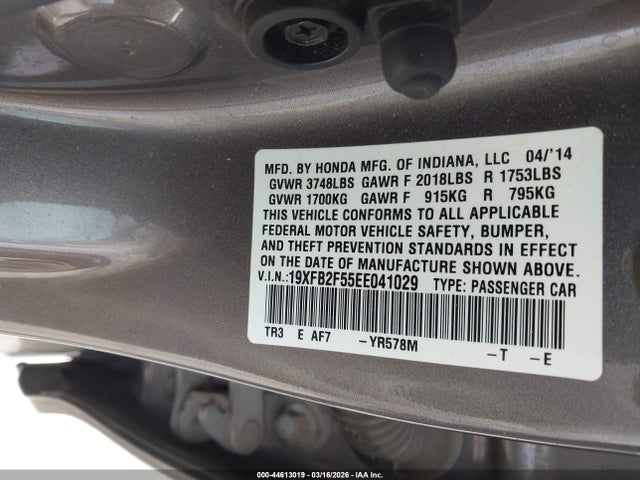 MFD. BY HONDA MFG. OF INDIANA, LLC 04/'14
GVWR 3748LBS GAWR F 2018LBS R 1753LBS
GVWR 1700KG GAWR F 915KG R 795KG
THIS VEHICLE CONFORMS TO ALL APPLICABLE
FEDERAL MOTOR VEHICLE SAFETY, BUMPER,
AND THEFT PREVENTION STANDARDS IN EFFECT
ON THE DATE OF MANUFACTURE SHOWN ABOVE.
V.I.N.:19XFB2F55EE041029 TYPE: PASSENGER CAR
TR3 E AF7 -YR578M -T -E
000-44613019 - 03/16/2026 - IAA Inc.